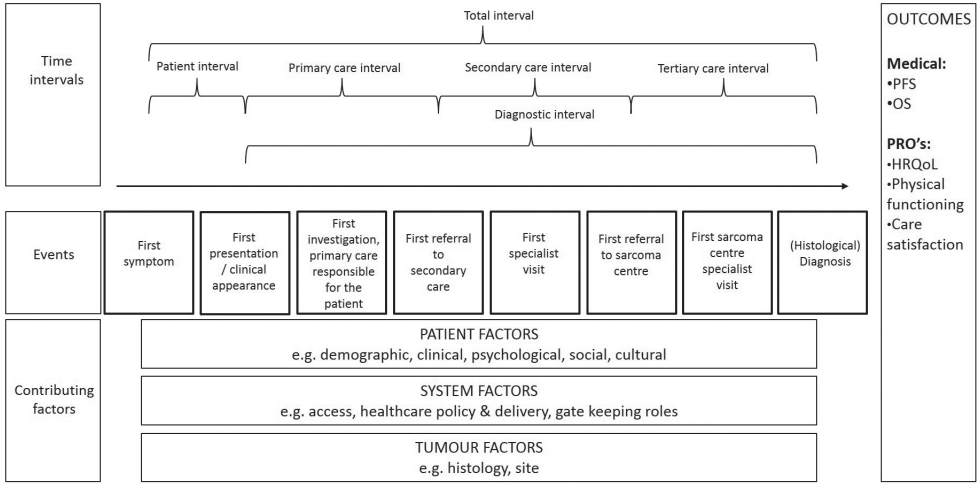 Time
intervals
Total interval
Patient interval
Primary care interval
Secondary care interval
Tertiary care interval
Diagnostic interval
Events
First
symptom
First
presentation
/ clinical
appearance
First
investigation,
primary care
responsible
for the
patient
First referral
to
secondary
care
First
specialist
visit
First referral
to sarcoma
centre
First sarcoma
centre
specialist
visit
(Histological)
Diagnosis
Contributing
factors
PATIENT FACTORS
e.g. demographic, clinical, psychological, social, cultural
SYSTEM FACTORS
e.g. access, healthcare policy & delivery, gate keeping roles
TUMOUR FACTORS
e.g. histology, site
OUTCOMES
Medical:
•PFS
•OS
PRO's:
•HRQoL
•Physical
functioning
•Care
satisfaction